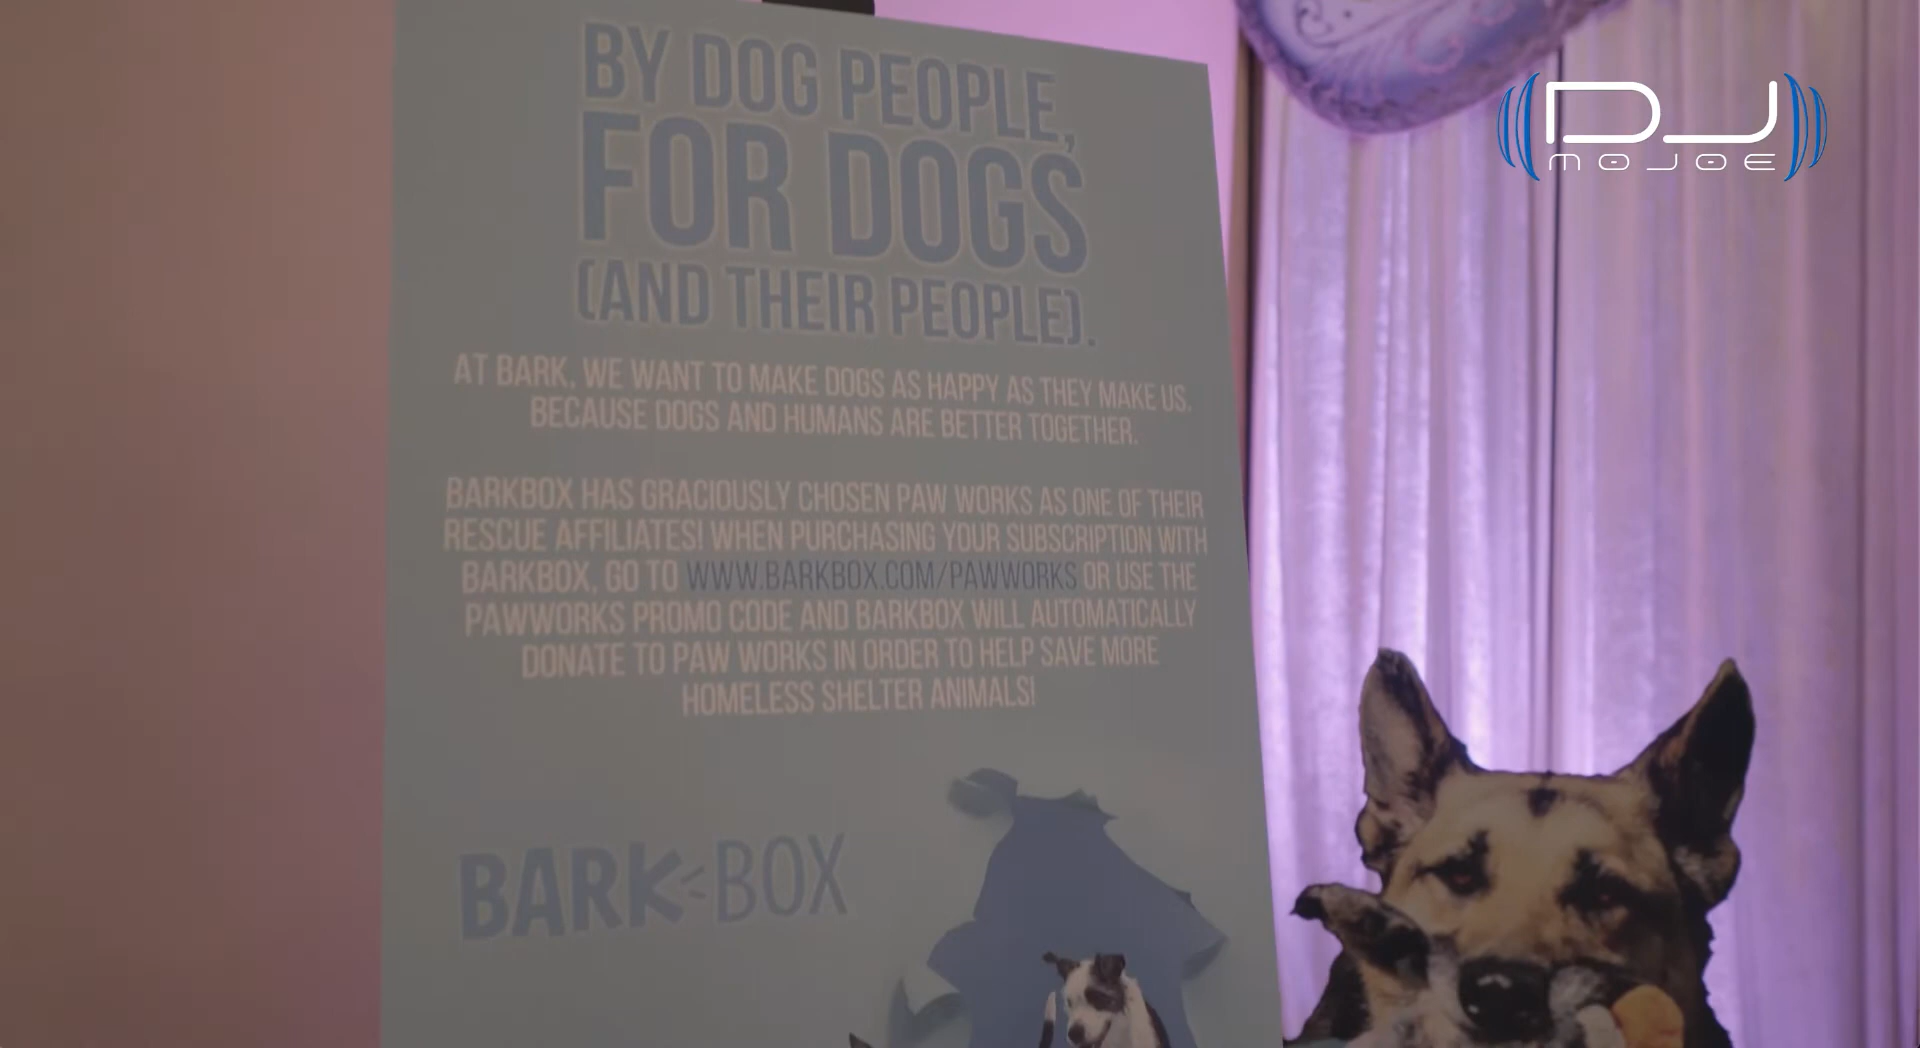 BY DOG PEOPLE,
FOR DOGS
(AND THEIR PEOPLE).
AT BARK, WE WANT TO MAKE DOGS AS HAPPY AS THEY MAKE US,
BECAUSE DOGS AND HUMANS ARE BETTER TOGETHER.
BARKBOX HAS GRACIOUSLY CHOSEN PAW WORKS AS ONE OF THEIR
RESCUE AFFILIATES! WHEN PURCHASING YOUR SUBSCRIPTION WITH
BARKBOX, GO TO WWW.BARKBOX.COM/PAWWORKS OR USE THE
PAWWORKS PROMO CODE AND BARKBOX WILL AUTOMATICALLY
DONATE TO PAW WORKS IN ORDER TO HELP SAVE MORE
HOMELESS SHELTER ANIMALS!
BARK BOX
DJ
MOJOE